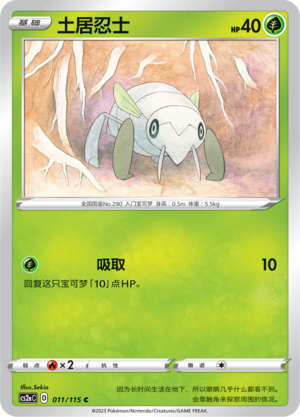 基础 土居忍士 HP40
全国图鉴No.290 入门宝可梦 身高:0.5m 体重:5.5kg
吸取 10
回复这只宝可梦「10」点HP。
弱点 ×2 抵抗力 撤退
Illus.Sekio
CS3aC D 011/115 C
因为长时间生活在地下,所以眼睛几乎什么都看不到。
会靠触角来探察周围的情况。
©2023 Pokémon/Nintendo/Creatures/GAME FREAK.